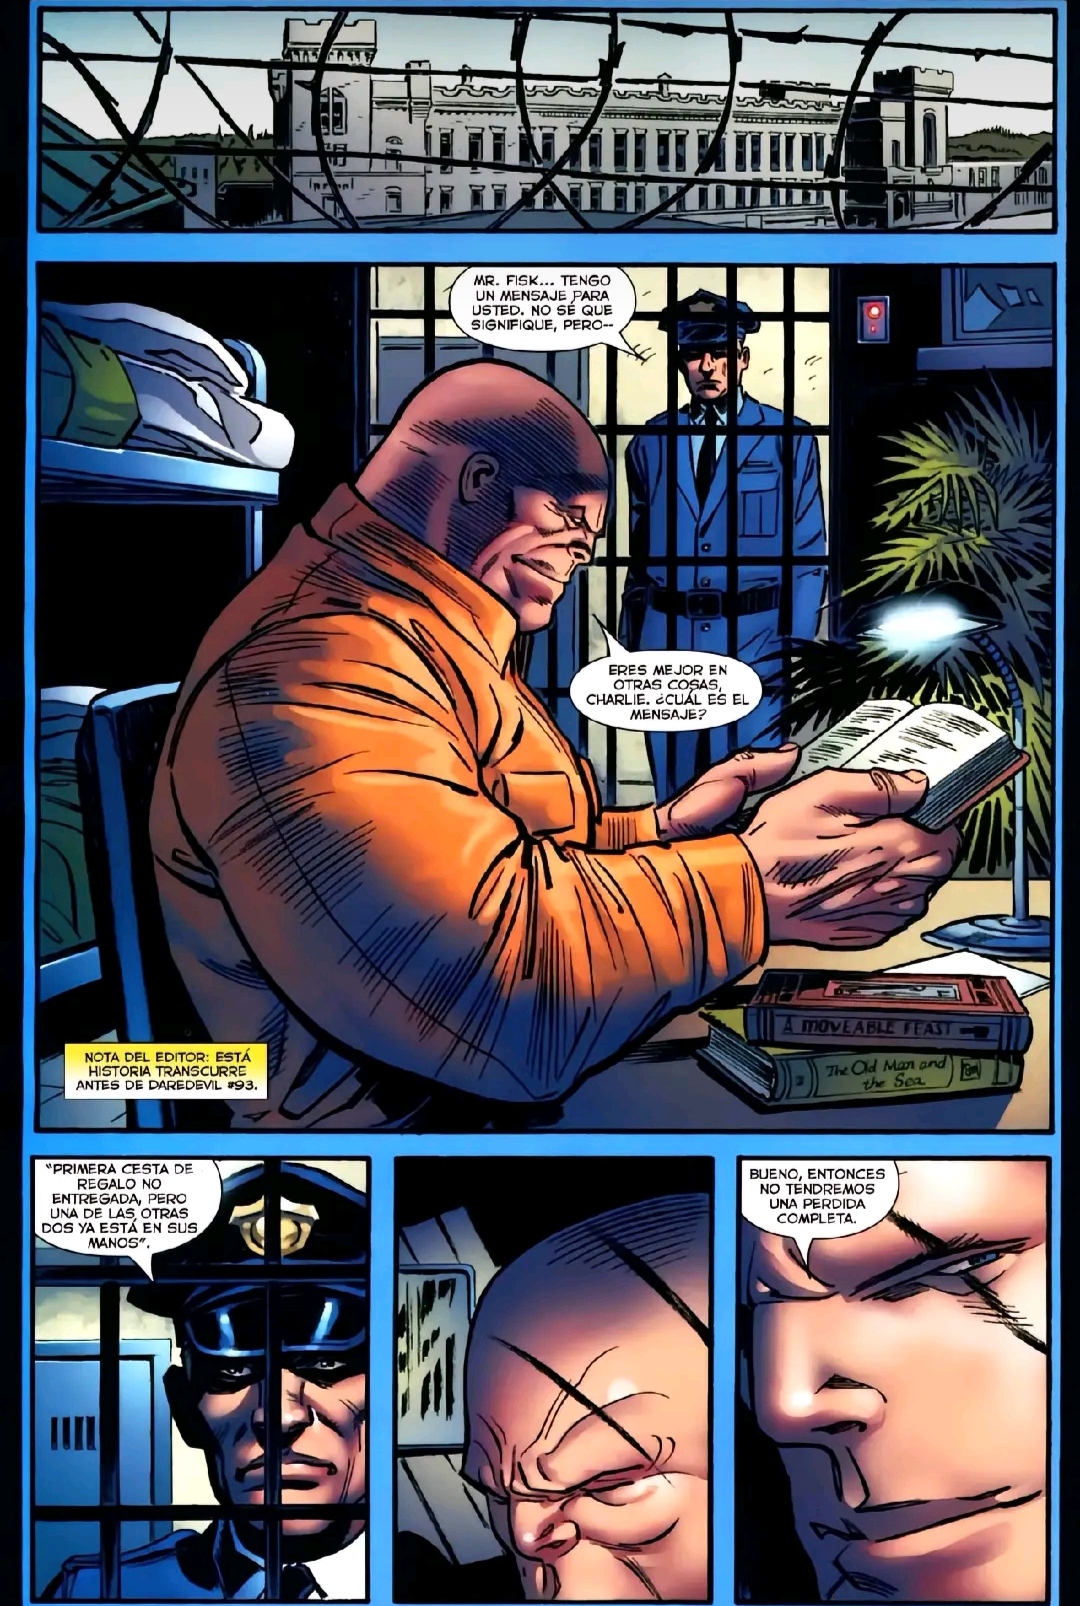 MR. FISK... TENGO
UN MENSAJE PARA
USTED. NO SÉ QUE
SIGNIFIQUE, PERO--
ERES MEJOR EN
OTRAS COSAS,
CHARLIE. ¿CUÁL ES EL
MENSAJE?
A MOVEABLE FEAST
The Old Man and
the Sea
NOTA DEL EDITOR: ESTÁ
HISTORIA TRANSCURRE
ANTES DE DAREDEVIL #93.
"PRIMERA CESTA DE
REGALO NO
ENTREGADA, PERO
UNA DE LAS OTRAS
DOS YA ESTÁ EN SUS
MANOS".
BUENO, ENTONCES
NO TENDREMOS
UNA PERDIDA
COMPLETA.